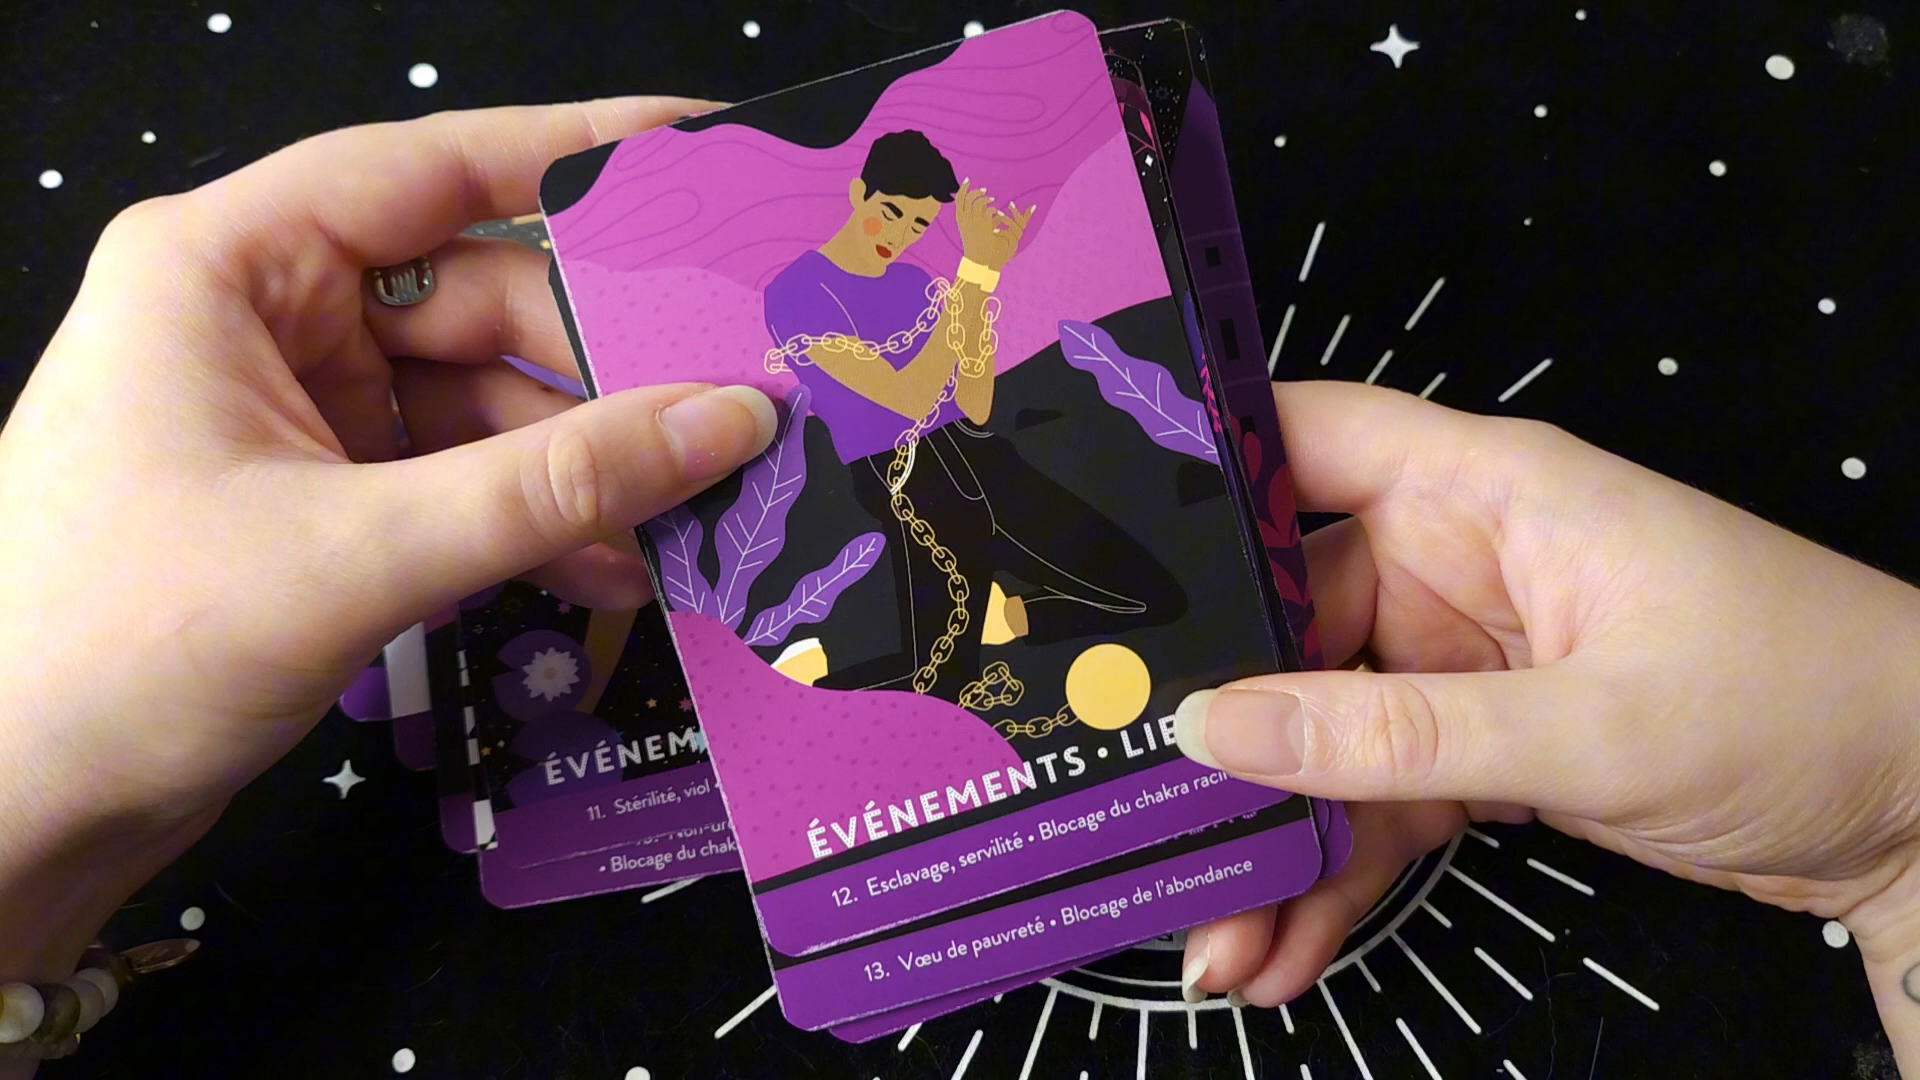 ÉVÉNEM
11. Stérilité, viol
• Blocage du chak
ÉVÉNEMENTS • LIE
12. Esclavage, servilité • Blocage du chakra racin
13. Vœu de pauvreté • Blocage de l'abondance